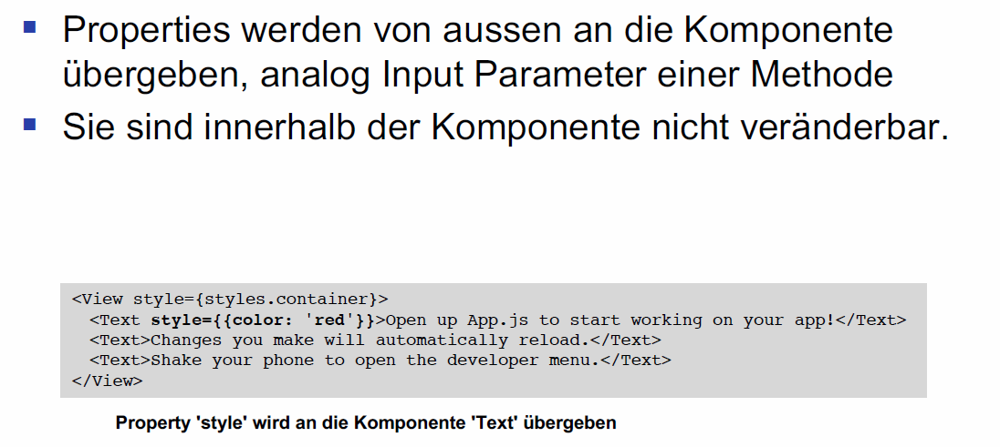 Properties werden von aussen an die Komponente
übergeben, analog Input Parameter einer Methode
Sie sind innerhalb der Komponente nicht veränderbar.
<View style={styles.container}>
<Text style={{color: 'red'}}>Open up App.js to start working on your app!</Text>
<Text>Changes you make will automatically reload.</Text>
<Text>Shake your phone to open the developer menu.</Text>
</View>
Property 'style' wird an die Komponente 'Text' übergeben